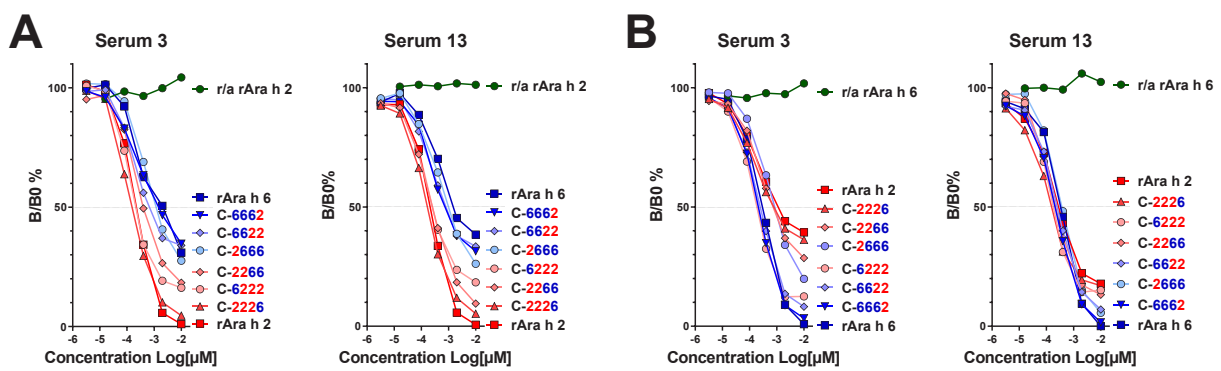 A
Serum 3
B/B0 %
100
50
0
-6
-5
-4
-3
-2
-1
Concentration Log[µM]
r/a rAra h 2
rAra h 6
C-6662
C-6622
C-2666
C-2266
C-6222
C-2226
rAra h 2
Serum 13
B/B0%
100
50
0
-6
-5
-4
-3
-2
-1
Concentration Log[µM]
r/a rAra h 2
rAra h 6
C-6662
C-6622
C-2666
C-6222
C-2266
C-2226
rAra h 2
B
Serum 3
B/B0%
100
50
0
-6
-5
-4
-3
-2
-1
Concentration Log[µM]
r/a rAra h 6
rAra h 2
C-2226
C-2266
C-2666
C-6222
C-6622
C-6662
rAra h 6
Serum 13
B/B0%
100
50
0
-6
-5
-4
-3
-2
-1
Concentration Log[µM]
r/a rAra h 6
rAra h 2
C-2226
C-6222
C-2266
C-6622
C-2666
C-6662
rAra h 6